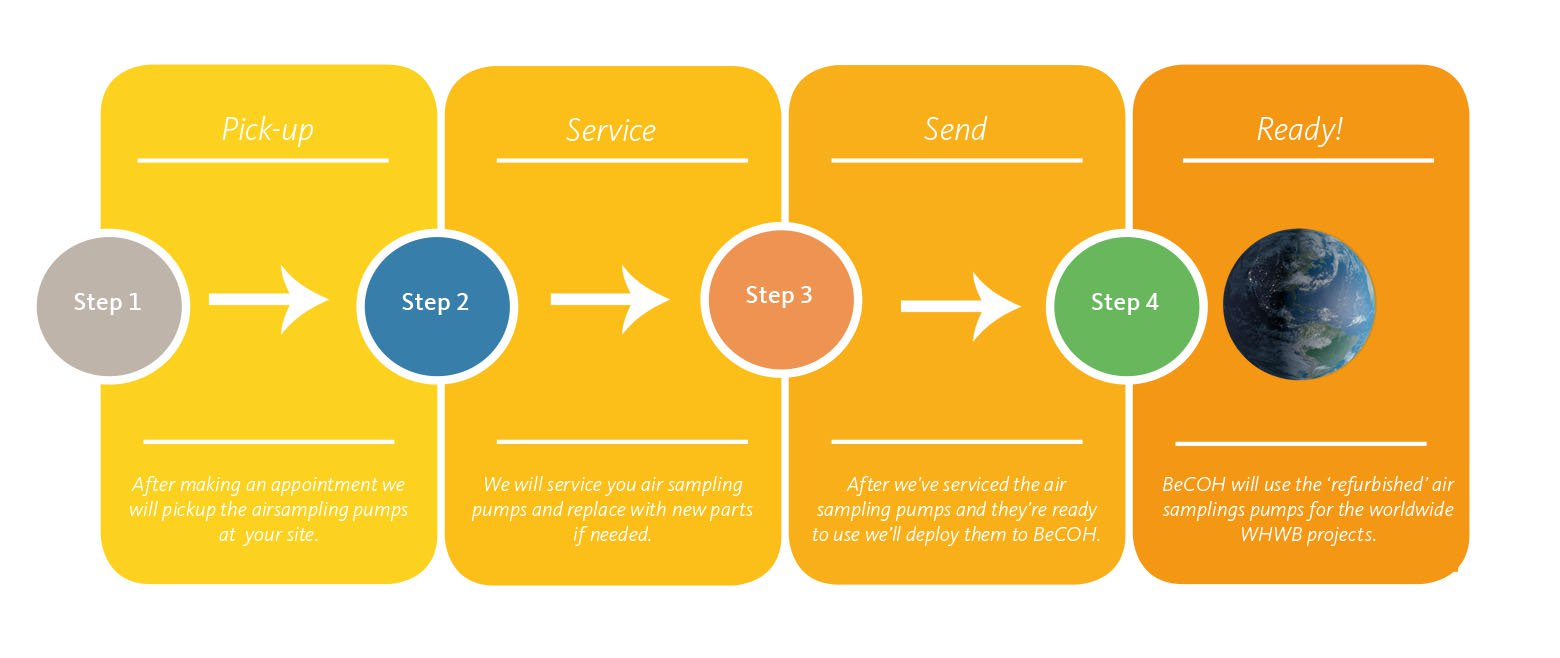 Pick-up
Service
Send
Ready!
Step 1
Step 2
Step 3
Step 4
After making an appointment we
will pickup the airsampling pumps
at your site.
We will service you air sampling
pumps and replace with new parts
if needed.
After we've serviced the air
sampling pumps and they're ready
to use we'll deploy them to BeCOH.
BeCOH will use the ‘refurbished’ air
samplings pumps for the worldwide
WHWB projects.